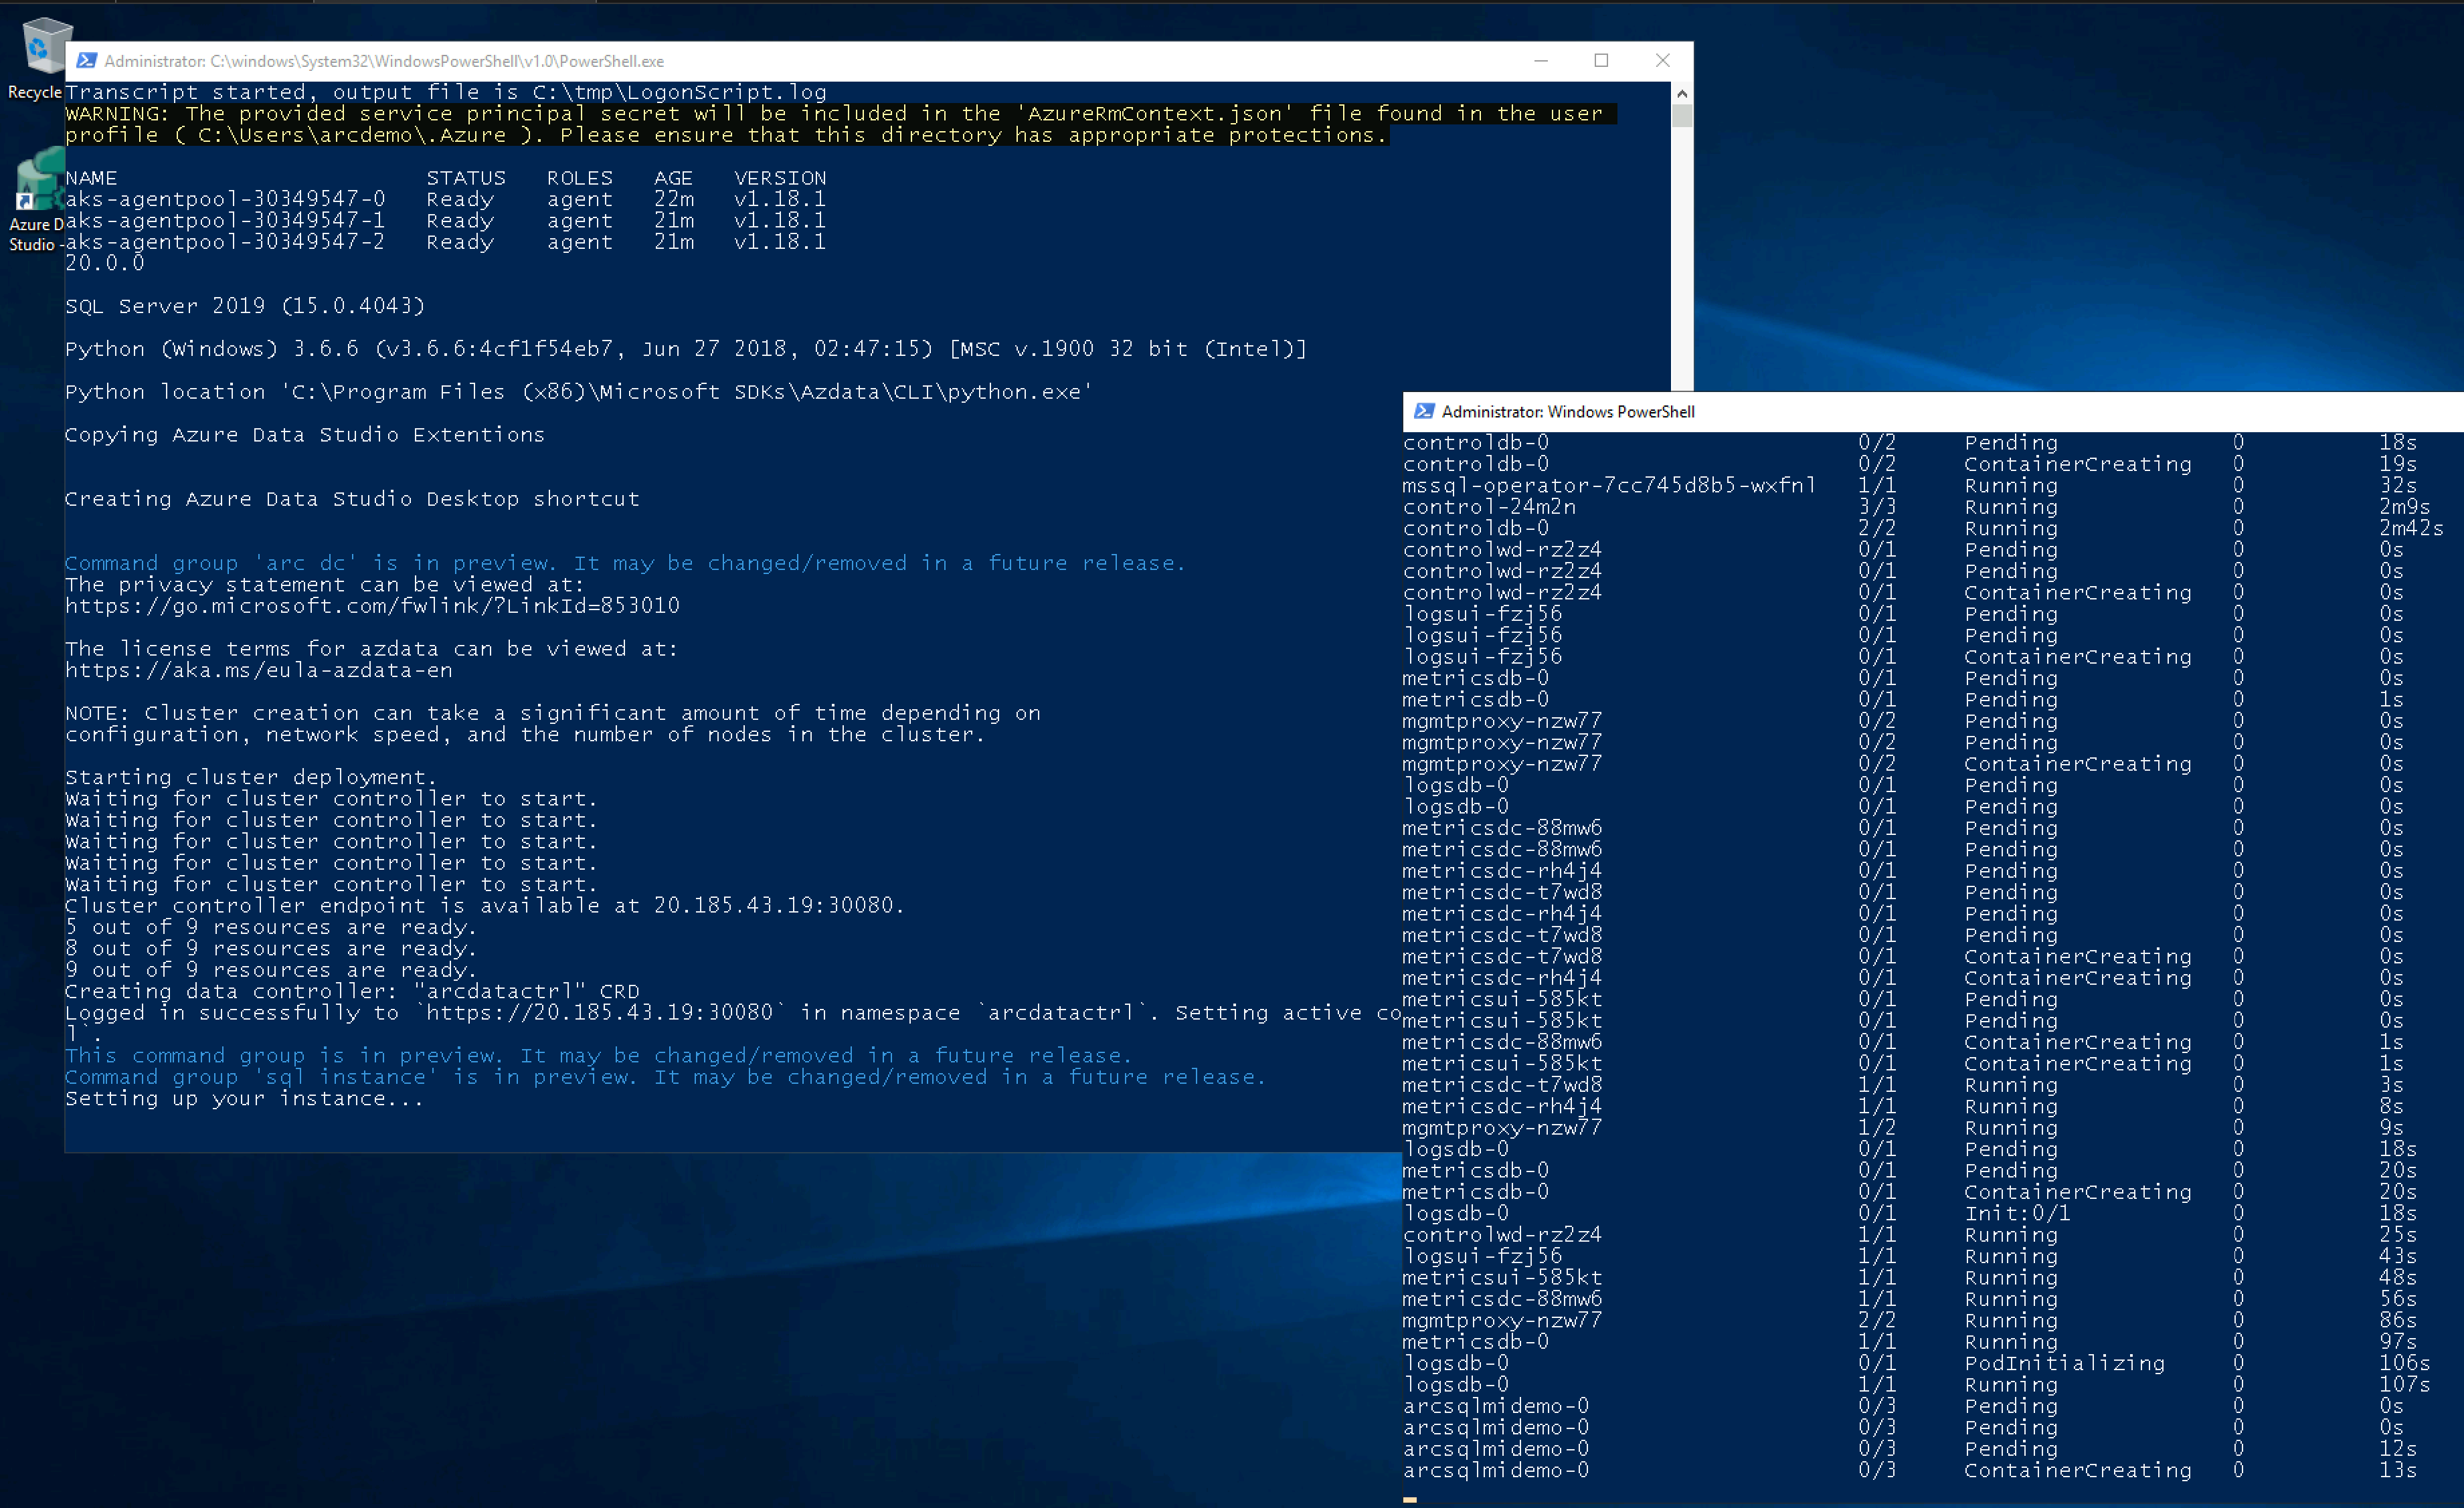 Recycle
Azure D
Studio -
Administrator: C:\windows\System32\WindowsPowerShell\v1.0\PowerShell.exe
Transcript started, output file is C:\tmp\LogonScript.log
WARNING: The provided service principal secret will be included in the 'AzureRmContext.json' file found in the user
profile ( C:\Users\arcdemo\.Azure ). Please ensure that this directory has appropriate protections.
NAME STATUS ROLES AGE VERSION
aks-agentpool-30349547-0 Ready agent 22m v1.18.1
aks-agentpool-30349547-1 Ready agent 21m v1.18.1
aks-agentpool-30349547-2 Ready agent 21m v1.18.1
20.0.0
SQL Server 2019 (15.0.4043)
Python (Windows) 3.6.6 (v3.6.6:4cf1f54eb7, Jun 27 2018, 02:47:15) [MSC v.1900 32 bit (Intel)]
Python location 'C:\Program Files (x86)\Microsoft SDKs\Azdata\CLI\python.exe'
Copying Azure Data Studio Extentions
Creating Azure Data Studio Desktop shortcut
Command group 'arc dc' is in preview. It may be changed/removed in a future release.
The privacy statement can be viewed at:
https://go.microsoft.com/fwlink/?LinkId=853010
The license terms for azdata can be viewed at:
https://aka.ms/eula-azdata-en
NOTE: Cluster creation can take a significant amount of time depending on
configuration, network speed, and the number of nodes in the cluster.
Starting cluster deployment.
Waiting for cluster controller to start.
Waiting for cluster controller to start.
Waiting for cluster controller to start.
Waiting for cluster controller to start.
Waiting for cluster controller to start.
Cluster controller endpoint is available at 20.185.43.19:30080.
5 out of 9 resources are ready.
8 out of 9 resources are ready.
9 out of 9 resources are ready.
Creating data controller: "arcdatactrl" CRD
Logged in successfully to `https://20.185.43.19:30080` in namespace `arcdatactrl`. Setting active co
l`.
This command group is in preview. It may be changed/removed in a future release.
Command group 'sql instance' is in preview. It may be changed/removed in a future release.
Setting up your instance...
Administrator: Windows PowerShell
controldb-0 0/2 Pending 0 18s
controldb-0 0/2 ContainerCreating 0 19s
mssql-operator-7cc745d8b5-wxfnl 1/1 Running 0 32s
control-24m2n 3/3 Running 0 2m9s
controldb-0 2/2 Running 0 2m42s
controlwd-rz2z4 0/1 Pending 0 0s
controlwd-rz2z4 0/1 Pending 0 0s
controlwd-rz2z4 0/1 ContainerCreating 0 0s
logsui-fzj56 0/1 Pending 0 0s
logsui-fzj56 0/1 Pending 0 0s
logsui-fzj56 0/1 ContainerCreating 0 0s
metricsdb-0 0/1 Pending 0 0s
metricsdb-0 0/1 Pending 0 1s
mgmtproxy-nzw77 0/2 Pending 0 0s
mgmtproxy-nzw77 0/2 Pending 0 0s
mgmtproxy-nzw77 0/2 ContainerCreating 0 0s
logsdb-0 0/1 Pending 0 0s
logsdb-0 0/1 Pending 0 0s
metricsdc-88mw6 0/1 Pending 0 0s
metricsdc-88mw6 0/1 Pending 0 0s
metricsdc-rh4j4 0/1 Pending 0 0s
metricsdc-t7wd8 0/1 Pending 0 0s
metricsdc-rh4j4 0/1 Pending 0 0s
metricsdc-t7wd8 0/1 Pending 0 0s
metricsdc-t7wd8 0/1 ContainerCreating 0 0s
metricsdc-rh4j4 0/1 ContainerCreating 0 0s
metricsui-585kt 0/1 Pending 0 0s
metricsui-585kt 0/1 Pending 0 0s
metricsdc-88mw6 0/1 ContainerCreating 0 1s
metricsui-585kt 0/1 ContainerCreating 0 1s
metricsdc-t7wd8 1/1 Running 0 3s
metricsdc-rh4j4 1/1 Running 0 8s
mgmtproxy-nzw77 1/2 Running 0 9s
logsdb-0 0/1 Pending 0 18s
metricsdb-0 0/1 Pending 0 20s
metricsdb-0 0/1 ContainerCreating 0 20s
logsdb-0 0/1 Init:0/1 0 18s
controlwd-rz2z4 1/1 Running 0 25s
logsui-fzj56 1/1 Running 0 43s
metricsui-585kt 1/1 Running 0 48s
metricsdc-88mw6 1/1 Running 0 56s
mgmtproxy-nzw77 2/2 Running 0 86s
metricsdb-0 1/1 Running 0 97s
logsdb-0 0/1 PodInitializing 0 106s
logsdb-0 1/1 Running 0 107s
arcsqlmidemo-0 0/3 Pending 0 0s
arcsqlmidemo-0 0/3 Pending 0 0s
arcsqlmidemo-0 0/3 Pending 0 12s
arcsqlmidemo-0 0/3 ContainerCreating 0 13s